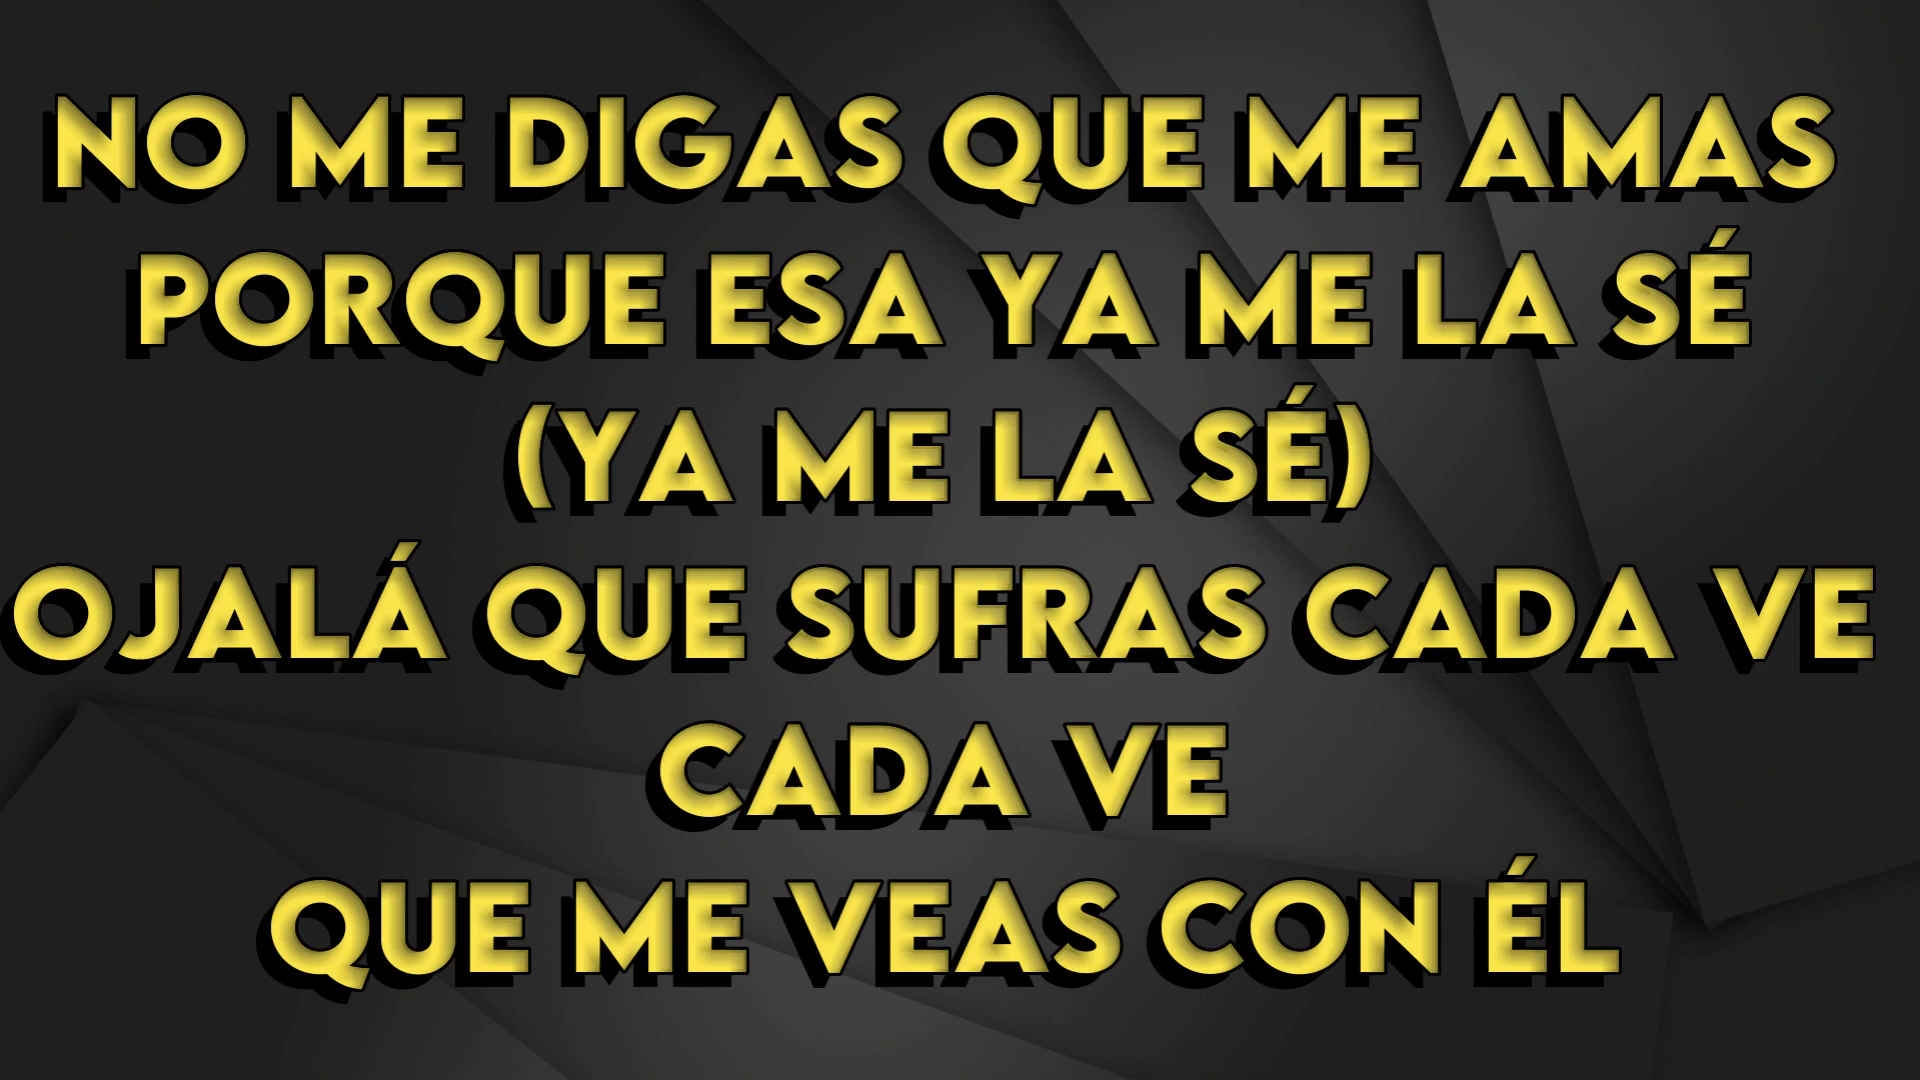 NO ME DIGAS QUE ME AMAS
PORQUE ESA YA ME LA SÉ
(YA ME LA SÉ)
OJALÁ QUE SUFRAS CADA VE
CADA VE
QUE ME VEAS CON ÉL